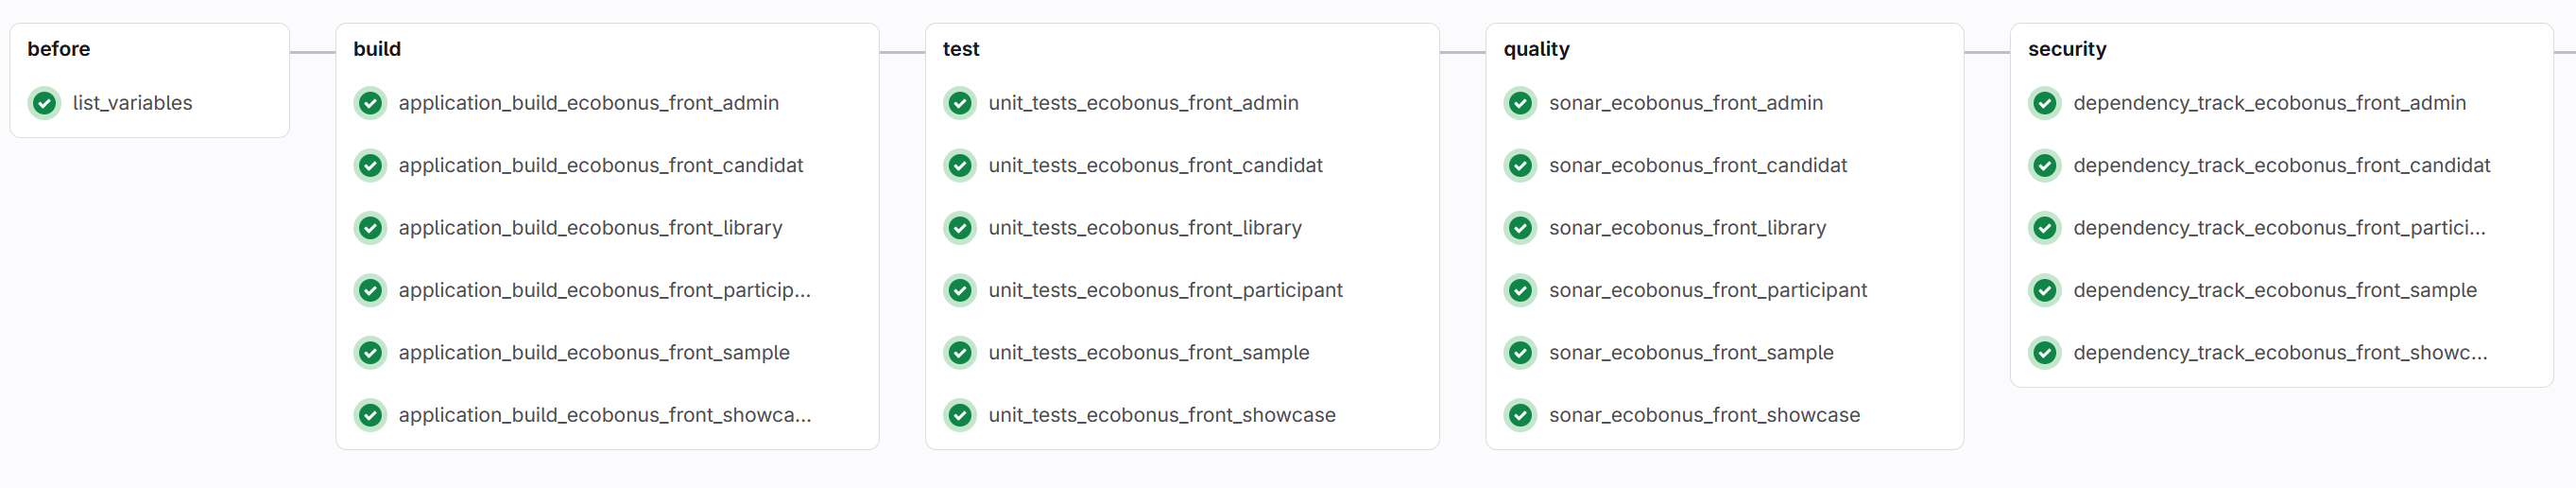 before
list_variables
build
application_build_ecobonus_front_admin
application_build_ecobonus_front_candidat
application_build_ecobonus_front_library
application_build_ecobonus_front_particip...
application_build_ecobonus_front_sample
application_build_ecobonus_front_showca...
test
unit_tests_ecobonus_front_admin
unit_tests_ecobonus_front_candidat
unit_tests_ecobonus_front_library
unit_tests_ecobonus_front_participant
unit_tests_ecobonus_front_sample
unit_tests_ecobonus_front_showcase
quality
sonar_ecobonus_front_admin
sonar_ecobonus_front_candidat
sonar_ecobonus_front_library
sonar_ecobonus_front_participant
sonar_ecobonus_front_sample
sonar_ecobonus_front_showcase
security
dependency_track_ecobonus_front_admin
dependency_track_ecobonus_front_candidat
dependency_track_ecobonus_front_partici...
dependency_track_ecobonus_front_sample
dependency_track_ecobonus_front_showc...